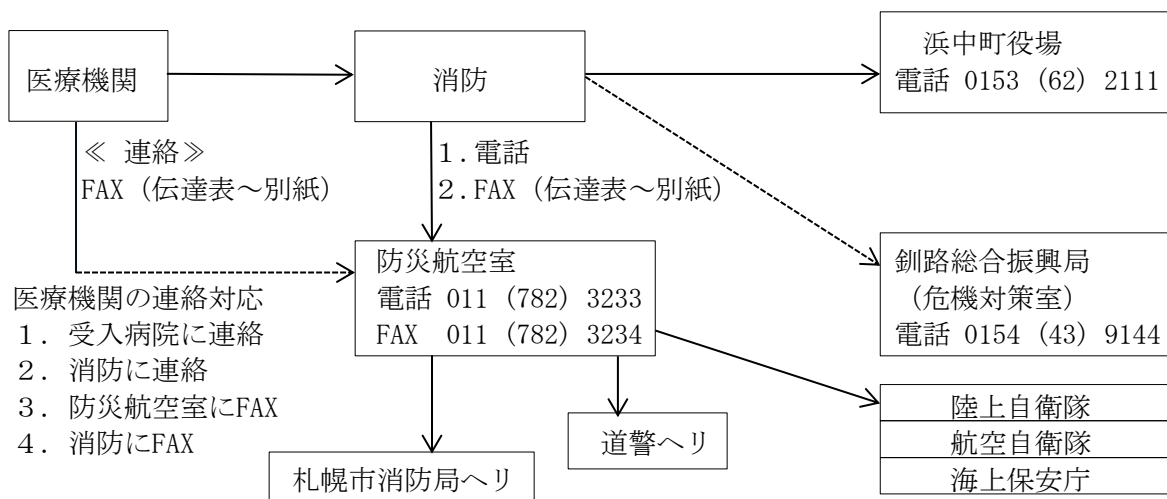 医療機関
消防
浜中町役場
電話 0153 (62) 2111
≪ 連絡≫
FAX (伝達表～別紙)
1.電話
2.FAX (伝達表～別紙)
防災航空室
電話 011 (782) 3233
FAX 011 (782) 3234
釧路総合振興局
(危機対策室)
電話 0154 (43) 9144
医療機関の連絡対応
1. 受入病院に連絡
2. 消防に連絡
3. 防災航空室にFAX
4. 消防にFAX
札幌市消防局ヘリ
道警ヘリ
陸上自衛隊
航空自衛隊
海上保安庁